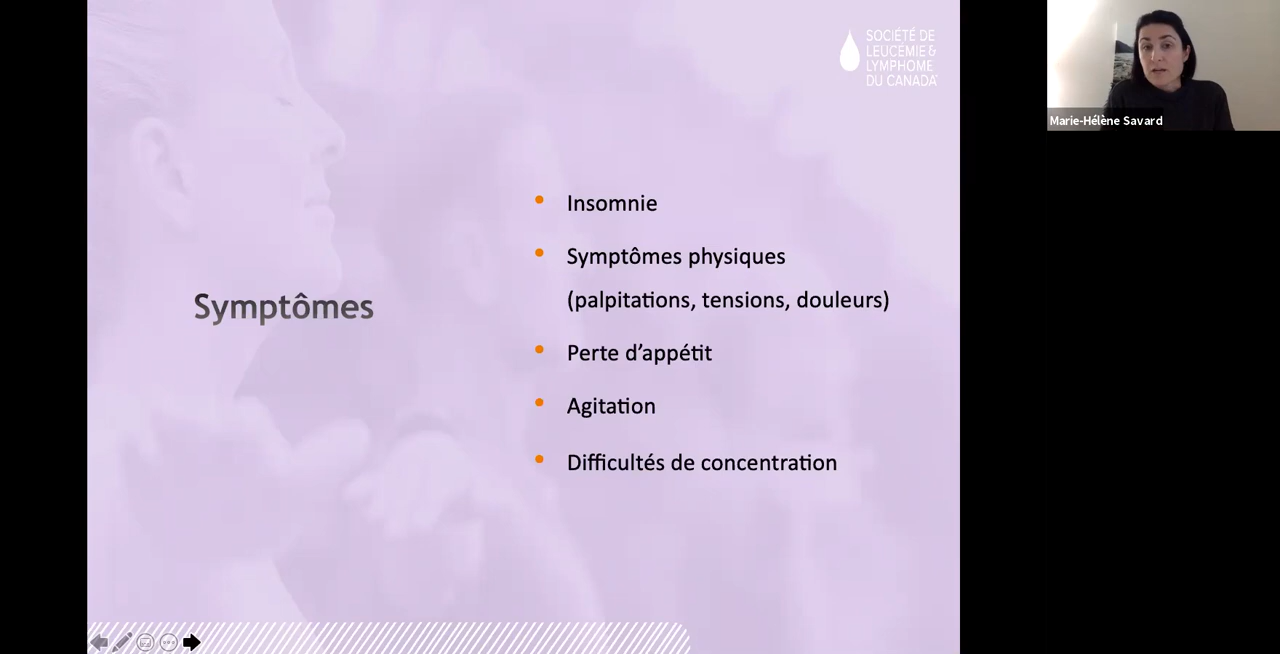 SOCIÉTÉ DE
LEUCÉMIE &
LYMPHOME
DU CANADA
Marie-Hélène Savard
Symptômes
Insomnie
Symptômes physiques
(palpitations, tensions, douleurs)
Perte d’appétit
Agitation
Difficultés de concentration